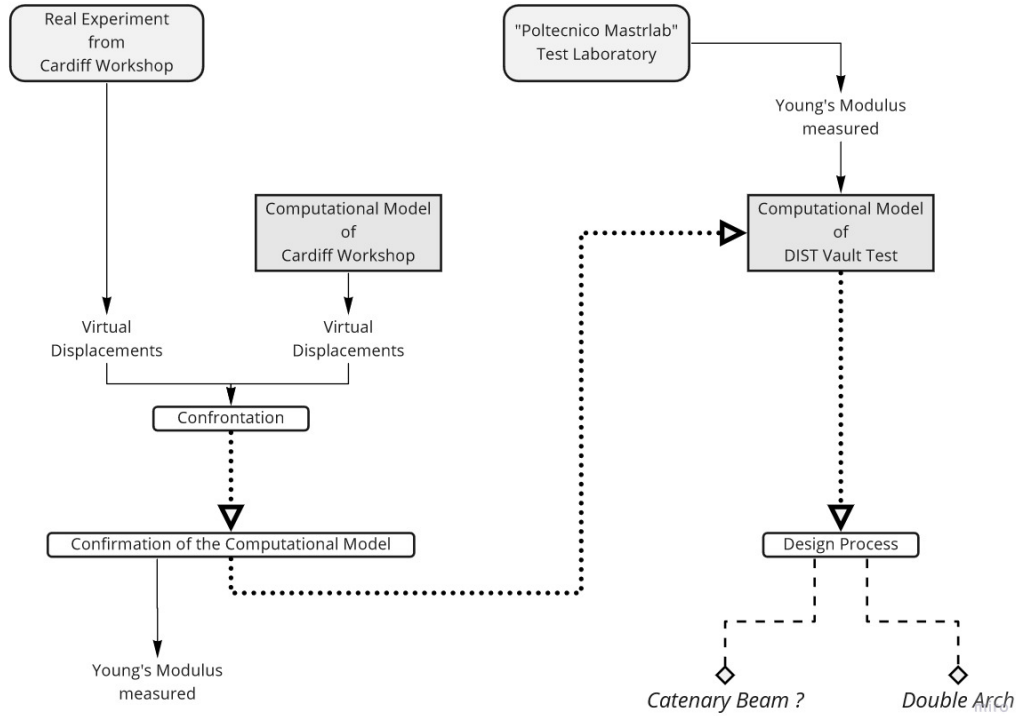 Real Experiment
from
Cardiff Workshop
"Poltecnico Mastrlab"
Test Laboratory
Young's Modulus
measured
Computational Model
of
Cardiff Workshop
Computational Model
of
DIST Vault Test
Virtual
Displacements
Virtual
Displacements
Confrontation
Confirmation of the Computational Model
Design Process
Young's Modulus
measured
Catenary Beam ?
Double Arch
miro